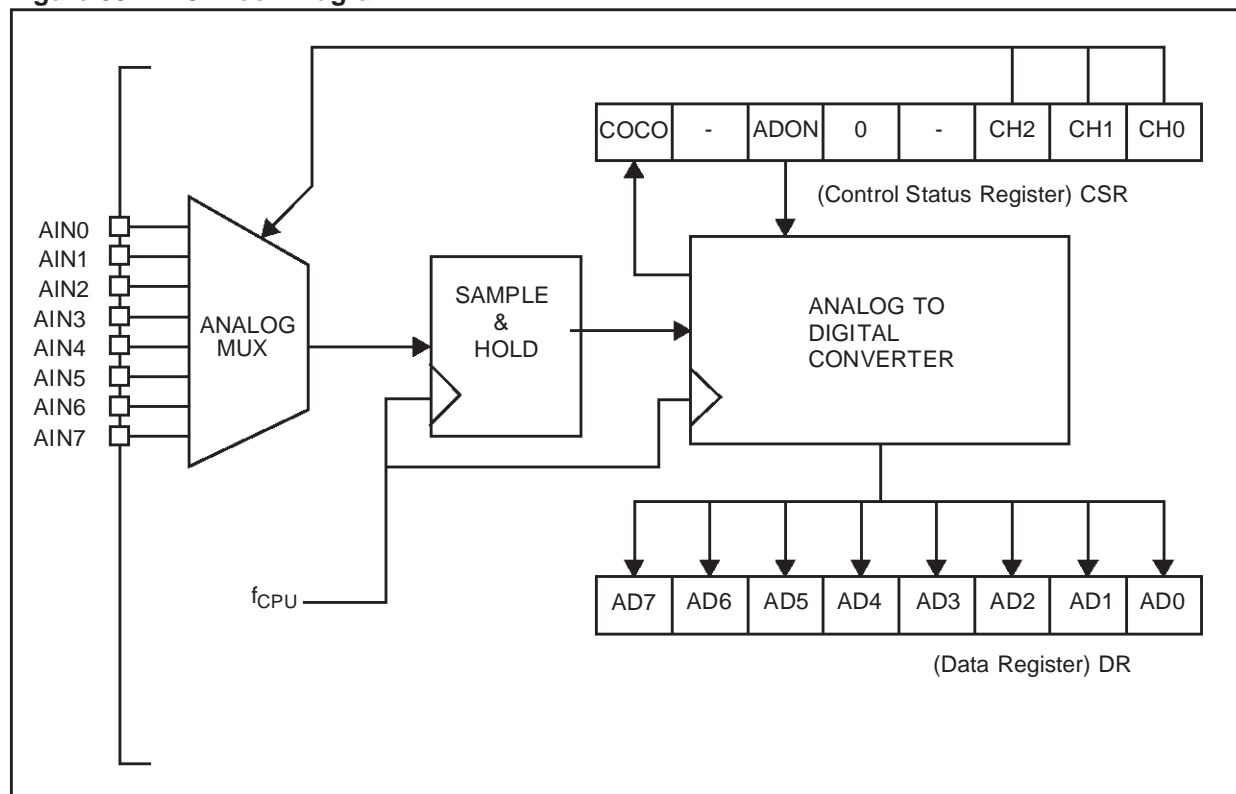 COCO - ADON 0 - CH2 CH1 CH0
(Control Status Register) CSR
AIN0
AIN1
AIN2
AIN3
AIN4
AIN5
AIN6
AIN7
ANALOG
MUX
SAMPLE
&
HOLD
ANALOG TO
DIGITAL
CONVERTER
fCPU
AD7 AD6 AD5 AD4 AD3 AD2 AD1 AD0
(Data Register) DR